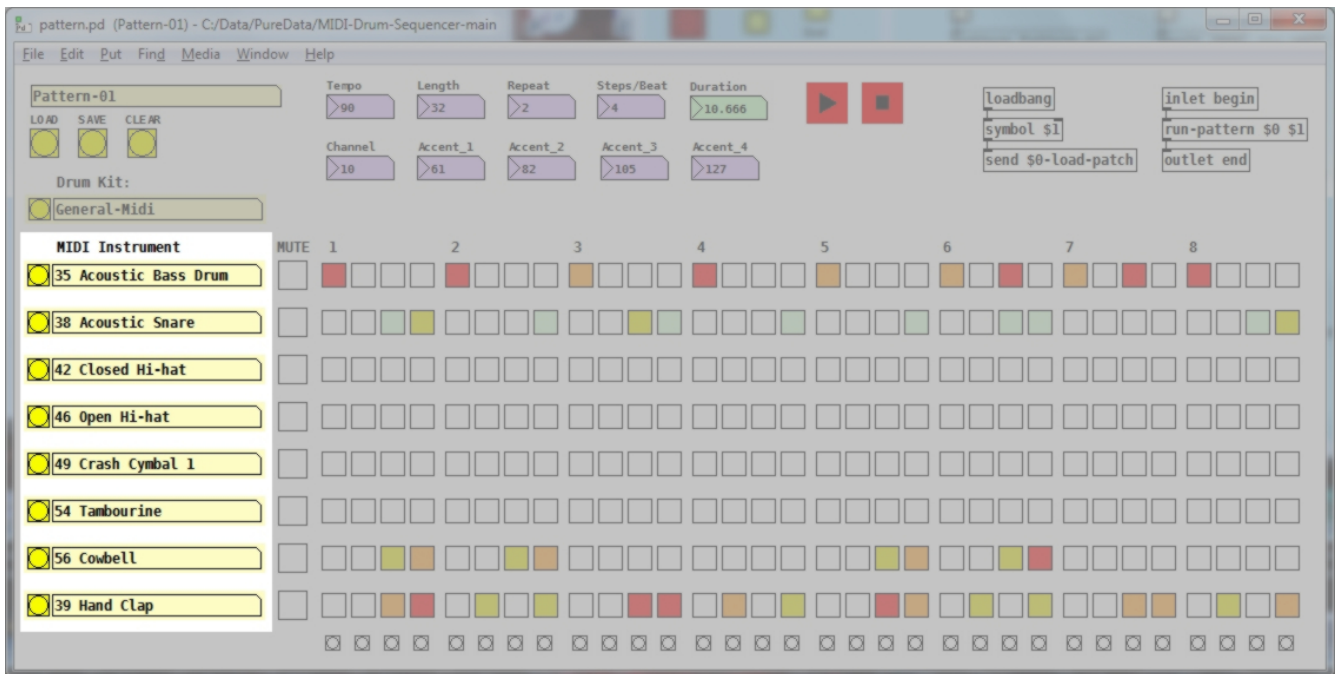 pattern.pd (Pattern-01) - C:/Data/PureData/MIDI-Drum-Sequencer-main
File Edit Put Find Media Window Help
Pattern-01
LOAD SAVE CLEAR
Drum Kit:
General-Midi
Tempo Length Repeat Steps/Beat Duration
90 32 2 4 10.666
Channel Accent_1 Accent_2 Accent_3 Accent_4
10 61 82 105 127
loadbang
symbol $1
send $0-load-patch
inlet begin
run-pattern $0 $1
outlet end
MIDI Instrument MUTE 1 2 3 4 5 6 7 8
35 Acoustic Bass Drum
38 Acoustic Snare
42 Closed Hi-hat
46 Open Hi-hat
49 Crash Cymbal 1
54 Tambourine
56 Cowbell
39 Hand Clap